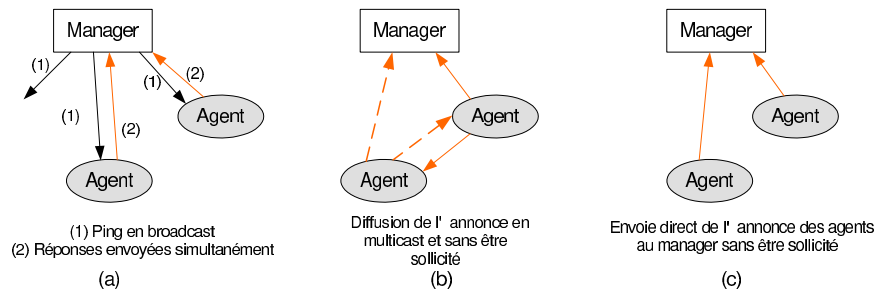 Manager
(1)
(1)
(2)
(1)
(2)
Agent
Agent
(1) Ping en broadcast
(2) Réponses envoyées simultanément
(a)
Manager
Agent
Agent
Diffusion de l' annonce en
multicast et sans être
sollicité
(b)
Manager
Agent
Agent
Envoie direct de l' annonce des agents
au manager sans être sollicité
(c)